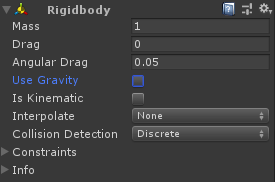 Rigidbody
Mass 1
Drag 0
Angular Drag 0.05
Use Gravity
Is Kinematic
Interpolate None
Collision Detection Discrete
Constraints
Info